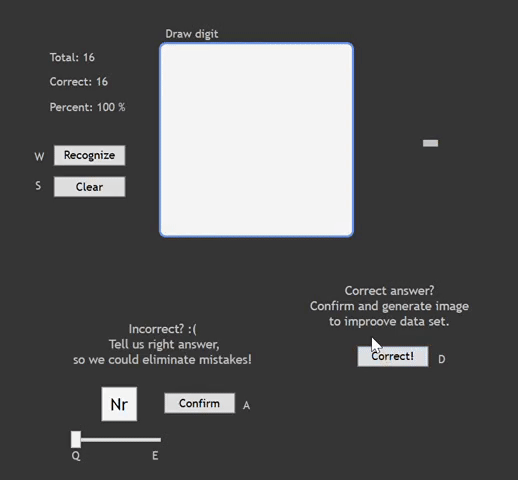 Draw digit
Total: 16
Correct: 16
Percent: 100 %
W
Recognize
S
Clear
-
Correct answer?
Confirm and generate image
to improove data set.
Correct!
D
Incorrect? :(
Tell us right answer,
so we could eliminate mistakes!
Nr
Confirm
A
Q
E